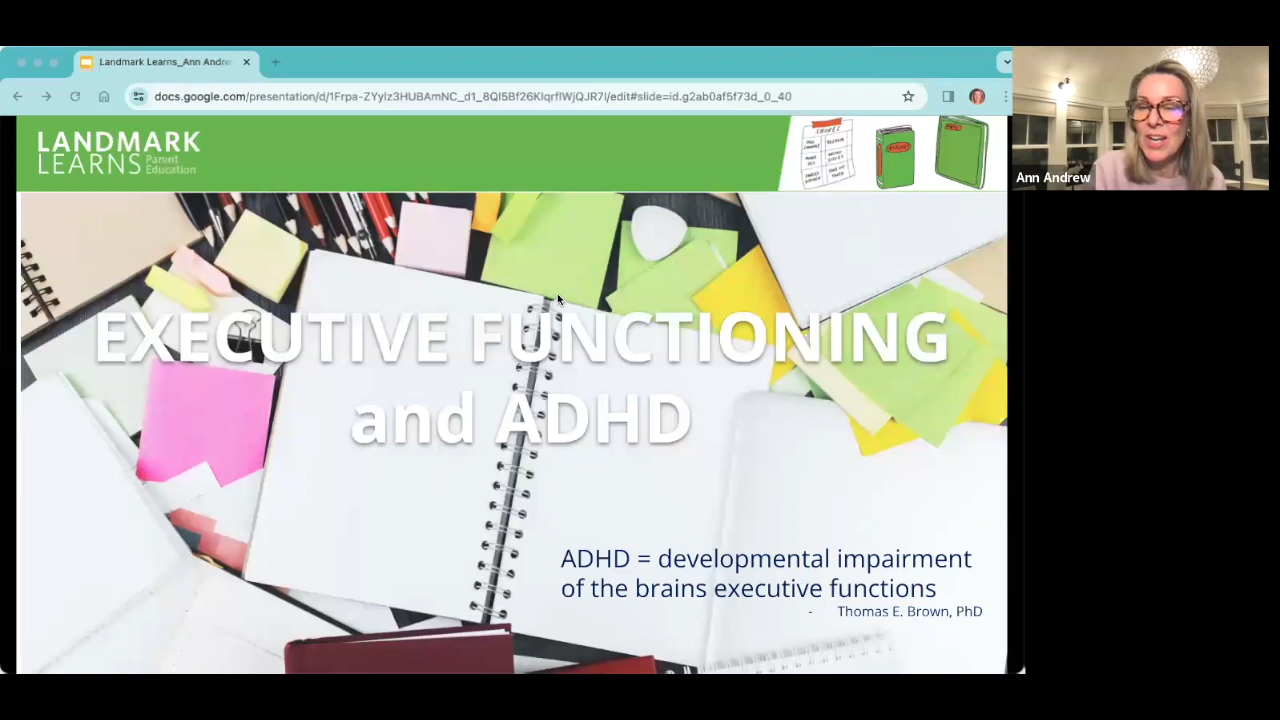 Landmark Learns_Ann Andre
docs.google.com/presentation/d/1Frpa-ZYyIz3HUBAmNC_d1_8Ql5Bf26KIqrflWjQJR7I/edit#slide=id.g2ab0af5f73d_0_40
LANDMARK
LEARNS Parent
Education
Ann Andrew
EXECUTIVE FUNCTIONING
and ADHD
ADHD = developmental impairment
of the brains executive functions
- Thomas E. Brown, PhD